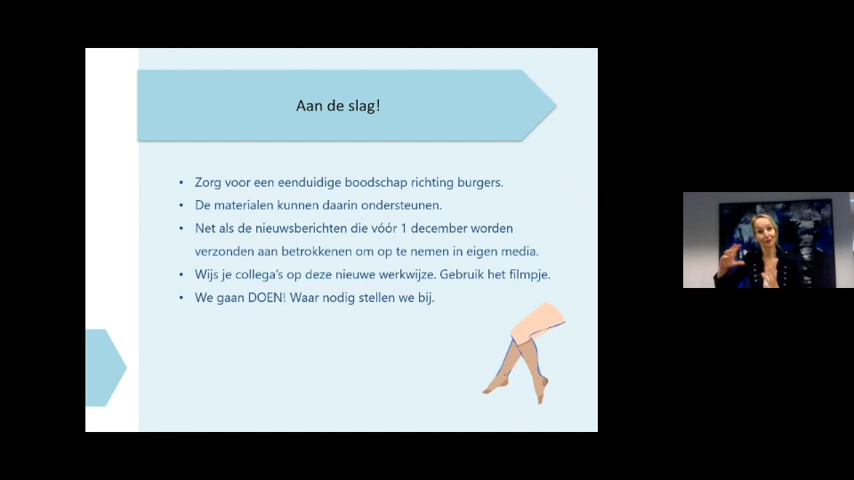 Aan de slag!
• Zorg voor een eenduidige boodschap richting burgers.
• De materialen kunnen daarin ondersteunen.
• Net als de nieuwsberichten die vóór 1 december worden
verzonden aan betrokkenen om op te nemen in eigen media.
• Wijs je collega's op deze nieuwe werkwijze. Gebruik het filmpje.
• We gaan DOEN! Waar nodig stellen we bij.